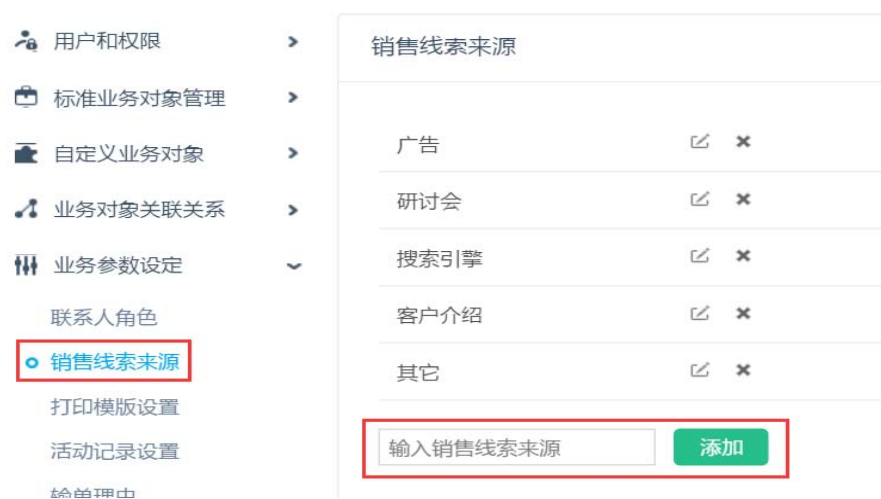 用户和权限
标准业务对象管理
自定义业务对象
业务对象关联关系
业务参数设定
联系人角色
销售线索来源
打印模版设置
活动记录设置
输单理由
销售线索来源
广告
研讨会
搜索引擎
客户介绍
其它
输入销售线索来源 添加